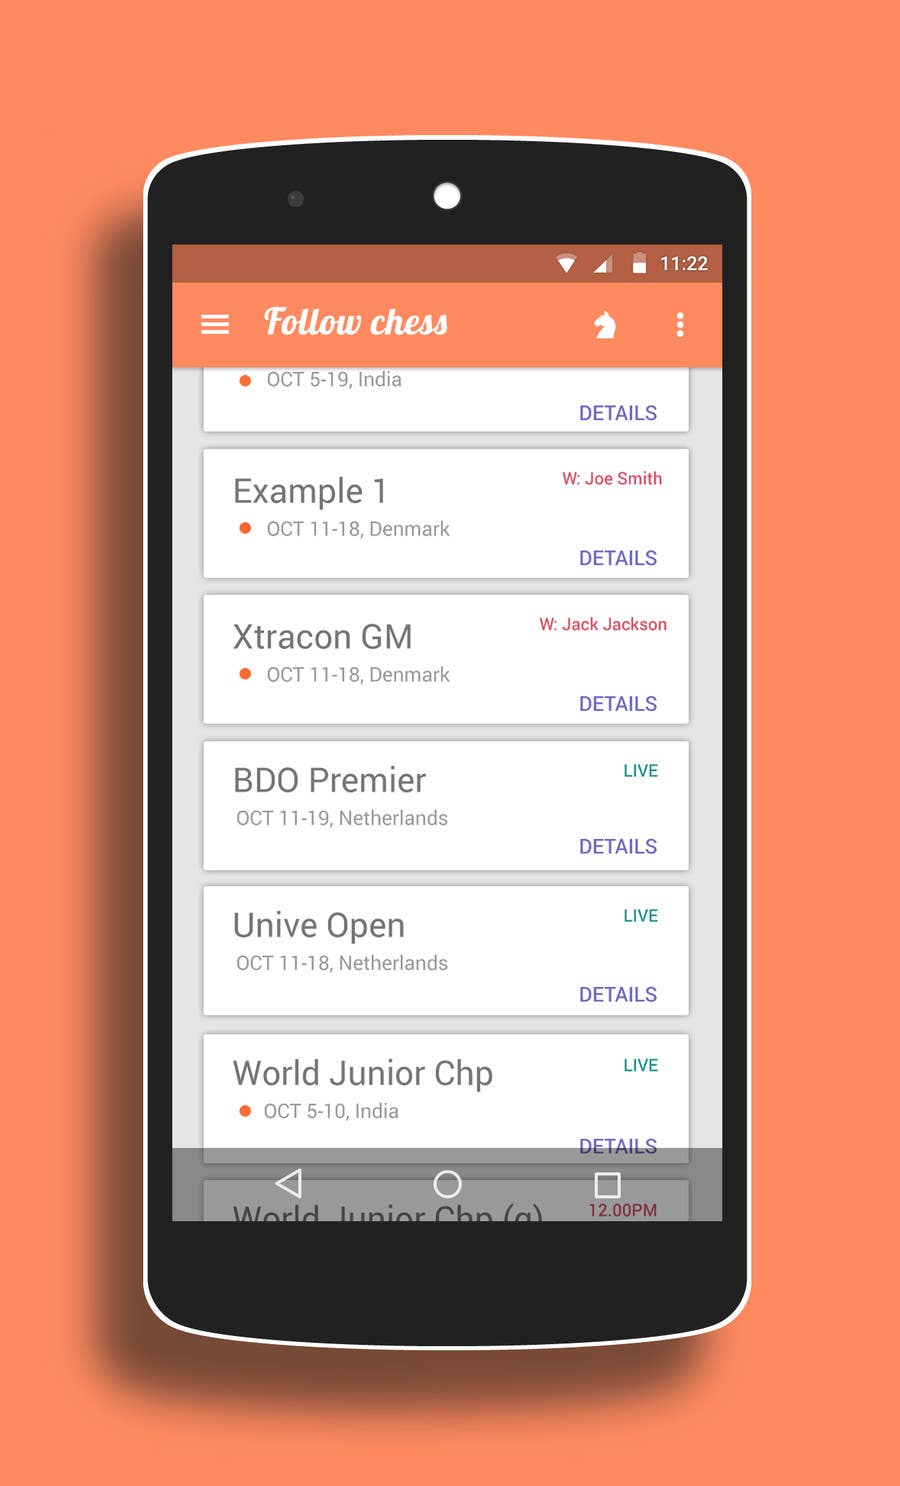 11:22
Follow chess
OCT 5-19, India
DETAILS
Example 1
W: Joe Smith
OCT 11-18, Denmark
DETAILS
Xtracon GM
W: Jack Jackson
OCT 11-18, Denmark
DETAILS
BDO Premier
LIVE
OCT 11-19, Netherlands
DETAILS
Unive Open
LIVE
OCT 11-18, Netherlands
DETAILS
World Junior Chp
LIVE
OCT 5-10, India
DETAILS
World Junior Chp (g)
12.00PM